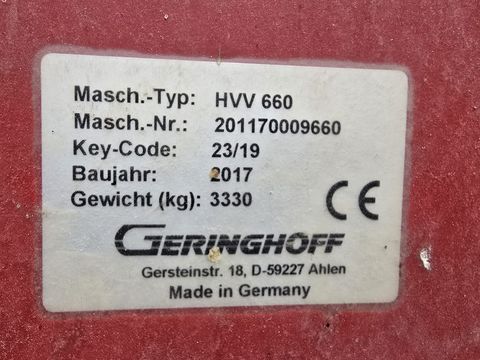 Masch.-Typ: HVV 660
Masch.-Nr.: 201170009660
Key-Code: 23/19
Baujahr: 2017
Gewicht (kg): 3330
CE
GERINGHOFF
Gersteinstr. 18, D-59227 Ahlen
Made in Germany